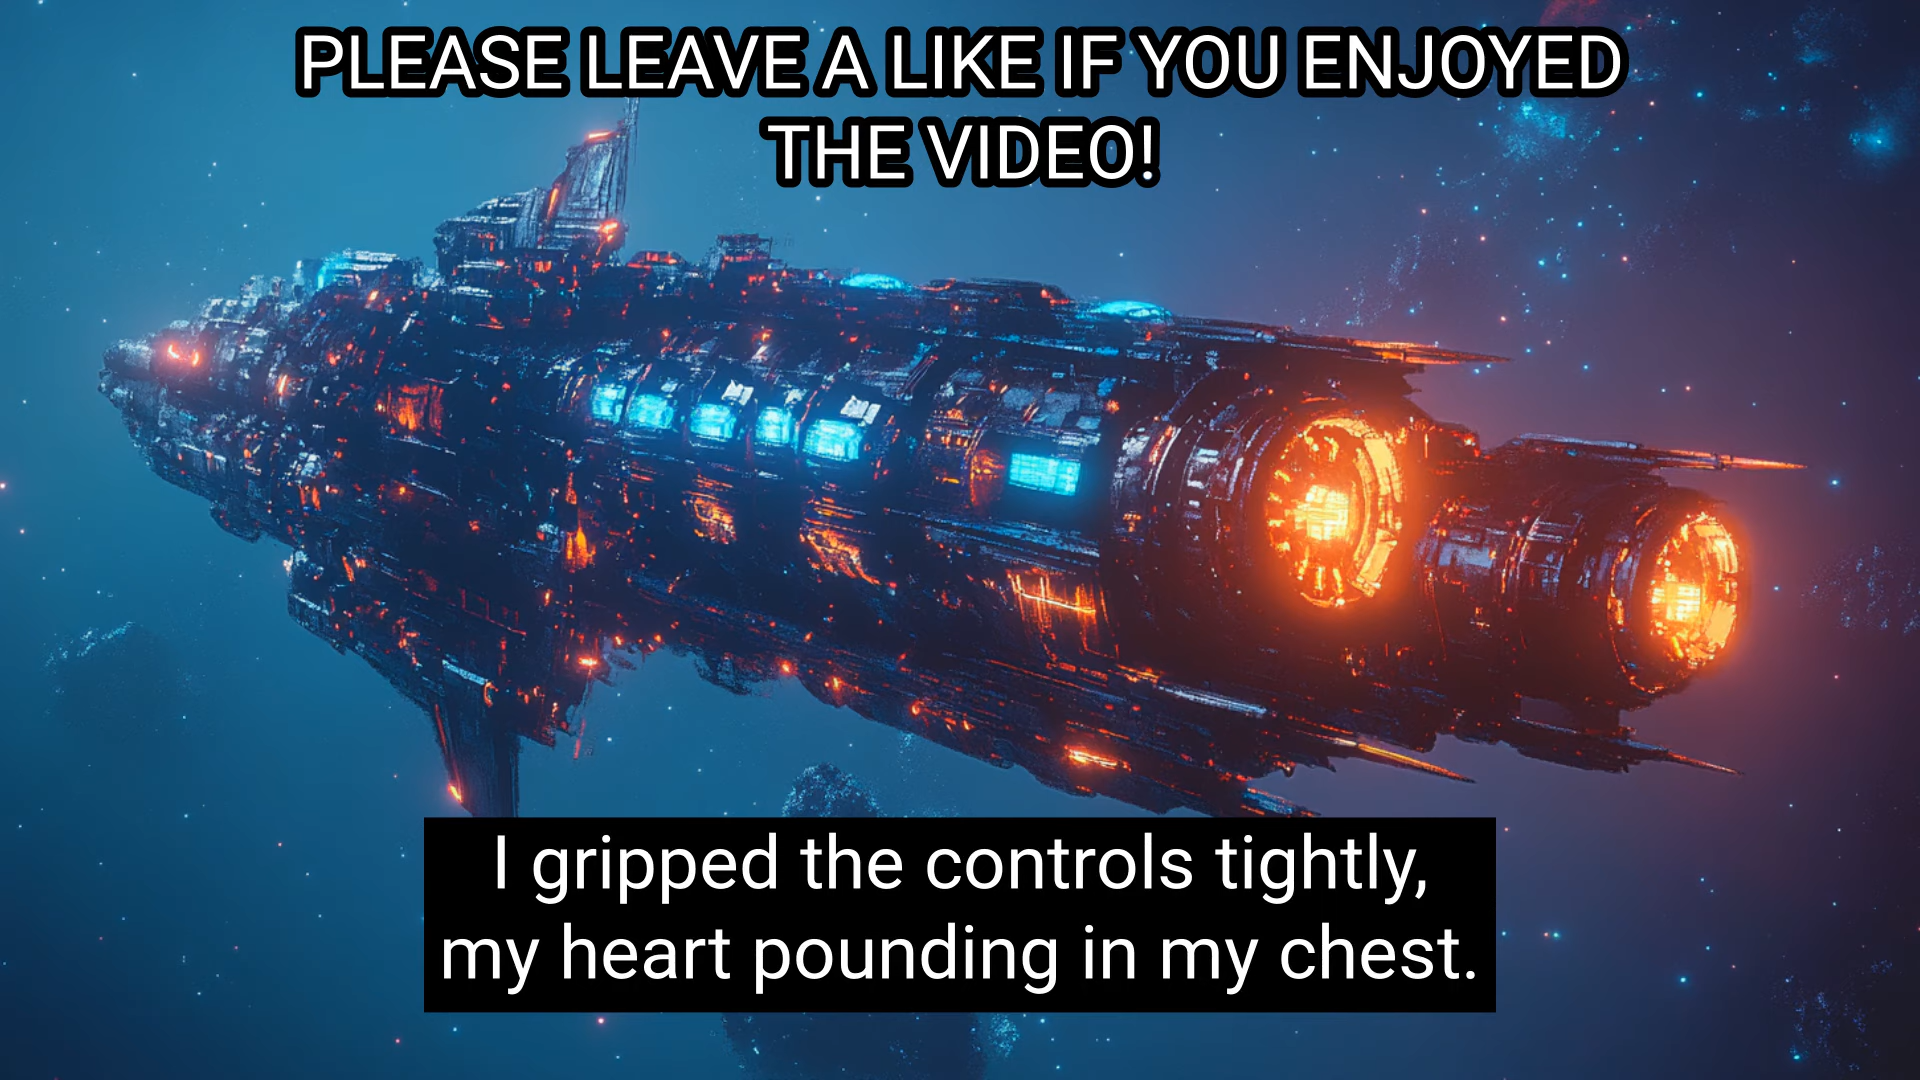 PLEASE LEAVE A LIKE IF YOU ENJOYED
THE VIDEO!
I gripped the controls tightly,
my heart pounding in my chest.